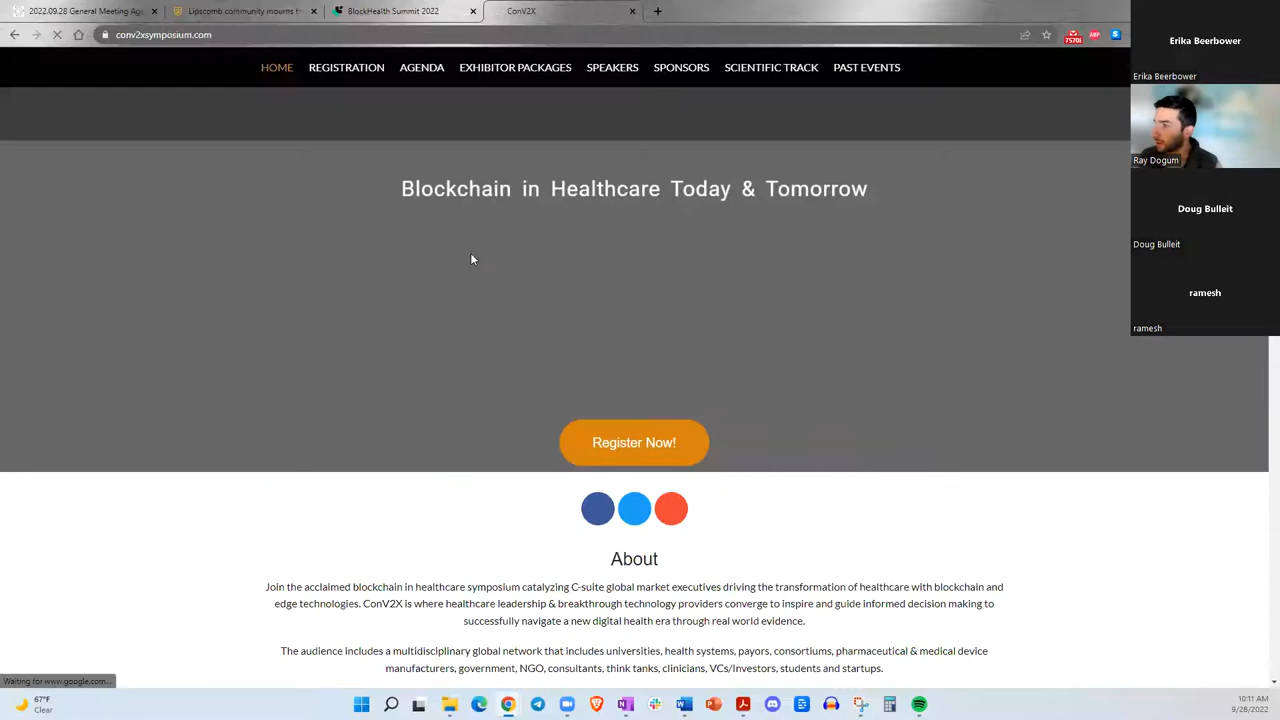 2022.09.28 General Meeting Age
Lipscomb community mourns t
BlockHealth Summit 2022
ConV2X
conv2xsymposium.com
HOME
REGISTRATION
AGENDA
EXHIBITOR PACKAGES
SPEAKERS
SPONSORS
SCIENTIFIC TRACK
PAST EVENTS
Blockchain in Healthcare Today & Tomorrow
Register Now!
About
Join the acclaimed blockchain in healthcare symposium catalyzing C-suite global market executives driving the transformation of healthcare with blockchain and
edge technologies. ConV2X is where healthcare leadership & breakthrough technology providers converge to inspire and guide informed decision making to
successfully navigate a new digital health era through real world evidence.
The audience includes a multidisciplinary global network that includes universities, health systems, payors, consortiums, pharmaceutical & medical device
manufacturers, government, NGO, consultants, think tanks, clinicians, VCs/Investors, students and startups.
Waiting for www.google.com...
Erika Beerbower
Erika Beerbower
Ray Dogum
Doug Bulleit
Doug Bulleit
ramesh
ramesh
67°F
Clear
10:11 AM
9/28/2022